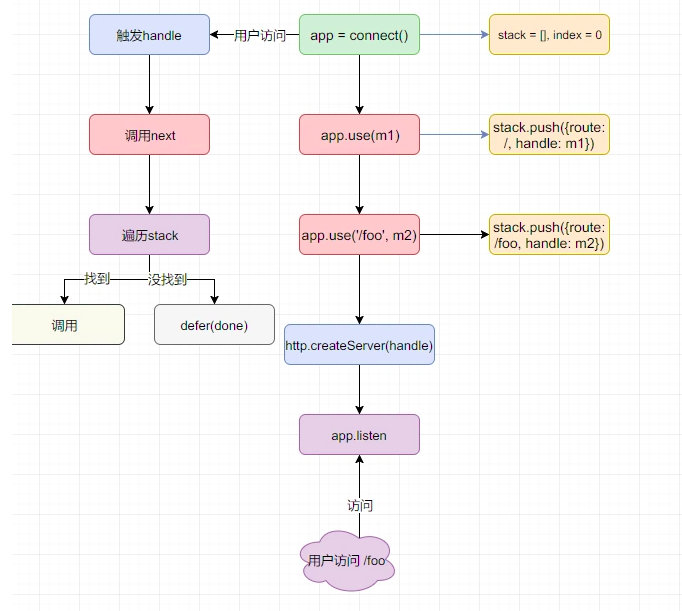 触发handle
用户访问
app = connect()
stack = [], index = 0
调用next
app.use(m1)
stack.push({route:
/, handle: m1})
遍历stack
app.use('/foo', m2)
stack.push({route:
/foo, handle: m2})
找到
没找到
调用
defer(done)
http.createServer(handle)
app.listen
访问
用户访问 /foo